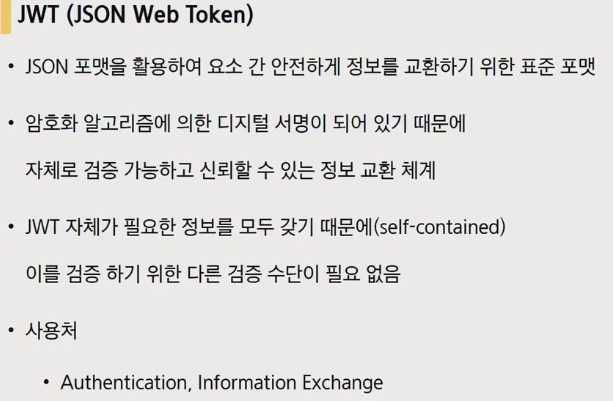 JWT (JSON Web Token)
• JSON 포맷을 활용하여 요소 간 안전하게 정보를 교환하기 위한 표준 포맷
• 암호화 알고리즘에 의한 디지털 서명이 되어 있기 때문에
자체로 검증 가능하고 신뢰할 수 있는 정보 교환 체계
• JWT 자체가 필요한 정보를 모두 갖기 때문에(self-contained)
이를 검증 하기 위한 다른 검증 수단이 필요 없음
• 사용처
• Authentication, Information Exchange